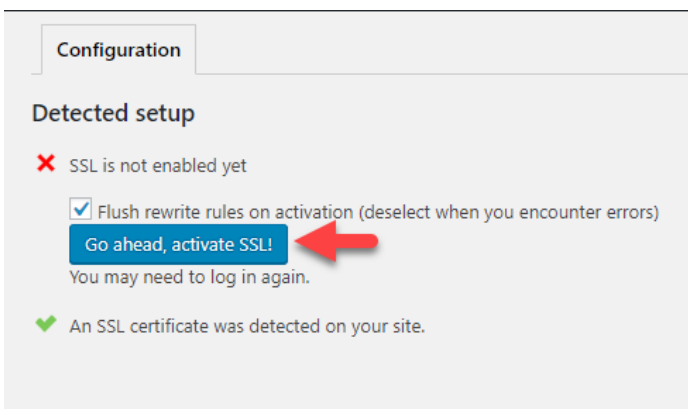 Configuration
Detected setup
SSL is not enabled yet
Flush rewrite rules on activation (deselect when you encounter errors)
Go ahead, activate SSL!
You may need to log in again.
An SSL certificate was detected on your site.